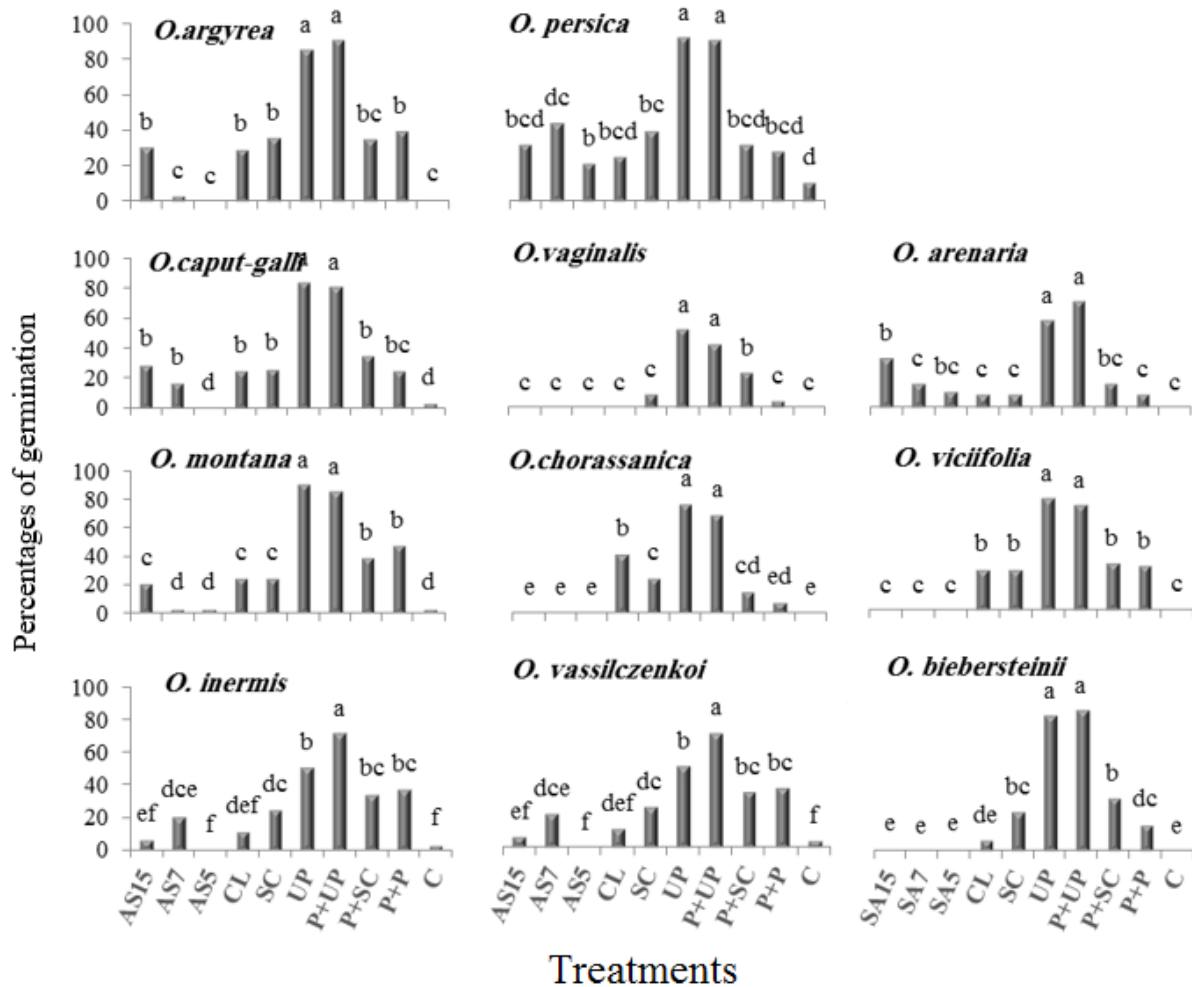 O.argyrea
O. persica
100
80
60
40
20
0
b c c b b a a bc b c
bcd dc b bcd bc a a bcd bcd d
O.caput-galli
O.vaginalis
O. arenaria
100
80
60
40
20
0
b b d b b a a b bc d
c c c c c a a b c c
b c bc c c a a bc c c
O. montana
O.chorassanica
O. viciifolia
100
80
60
40
20
0
c d d c c a a b b d
e e e b c a a cd ed e
c c c b b a a b b c
O. inermis
O. vassilczenkoi
O. biebersteinii
100
80
60
40
20
0
ef dce f def dc b a bc bc f
ef dce f def dc b a bc bc f
e e e de bc a a b dc e
AS15 AS7 AS5 CL SC UP P+UP P+SC P+P C
AS15 AS7 AS5 CL SC UP P+UP P+SC P+P C
SA15 SA7 SA5 CL SC UP P+UP P+SC P+P C
Percentages of germination
Treatments